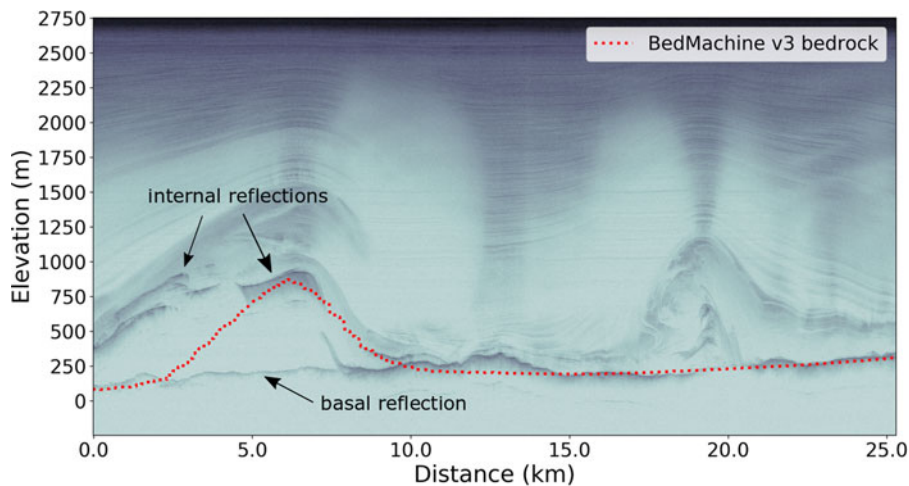 2750
2500
2250
2000
1750
1500
1250
1000
750
500
250
0
Elevation (m)
BedMachine v3 bedrock
internal reflections
basal reflection
0.0 5.0 10.0 15.0 20.0 25.0
Distance (km)